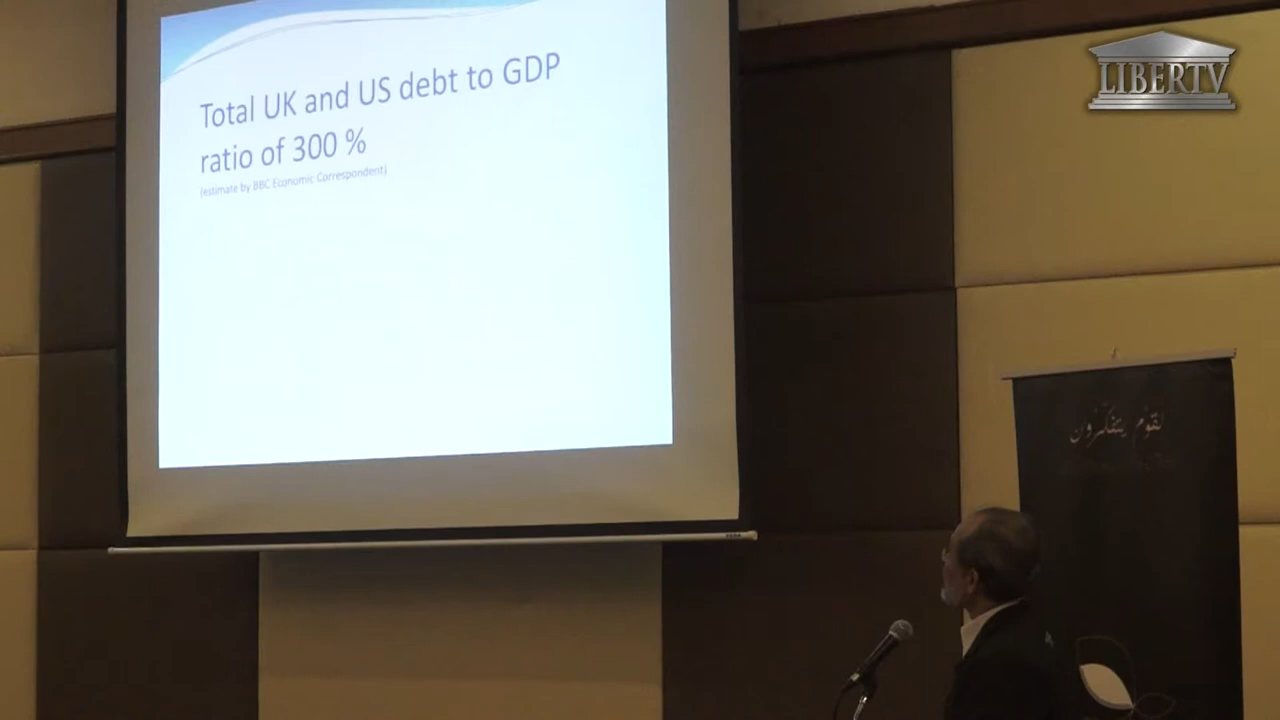 Total UK and US debt to GDP
ratio of 300 %
(estimate by BBC Economic Correspondent)
LIBERTV
لقوم يتفكرون